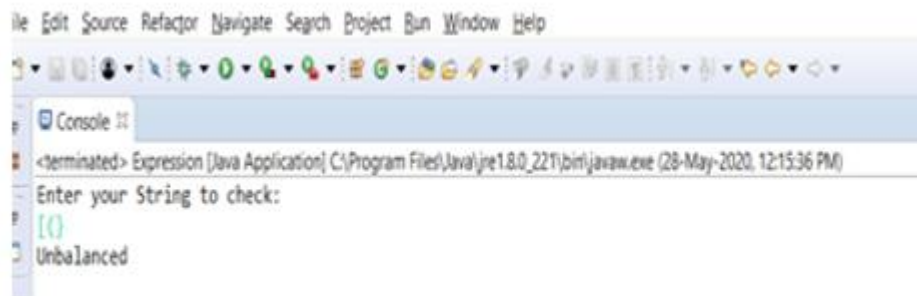 ile Edit Source Refactor Navigate Search Project Run Window Help
Console
<terminated> Expression [Java Application] C:\Program Files\Java\jre1.8.0_221\bin\javaw.exe (28-May-2020, 12:15:36 PM)
Enter your String to check:
[(}
Unbalanced